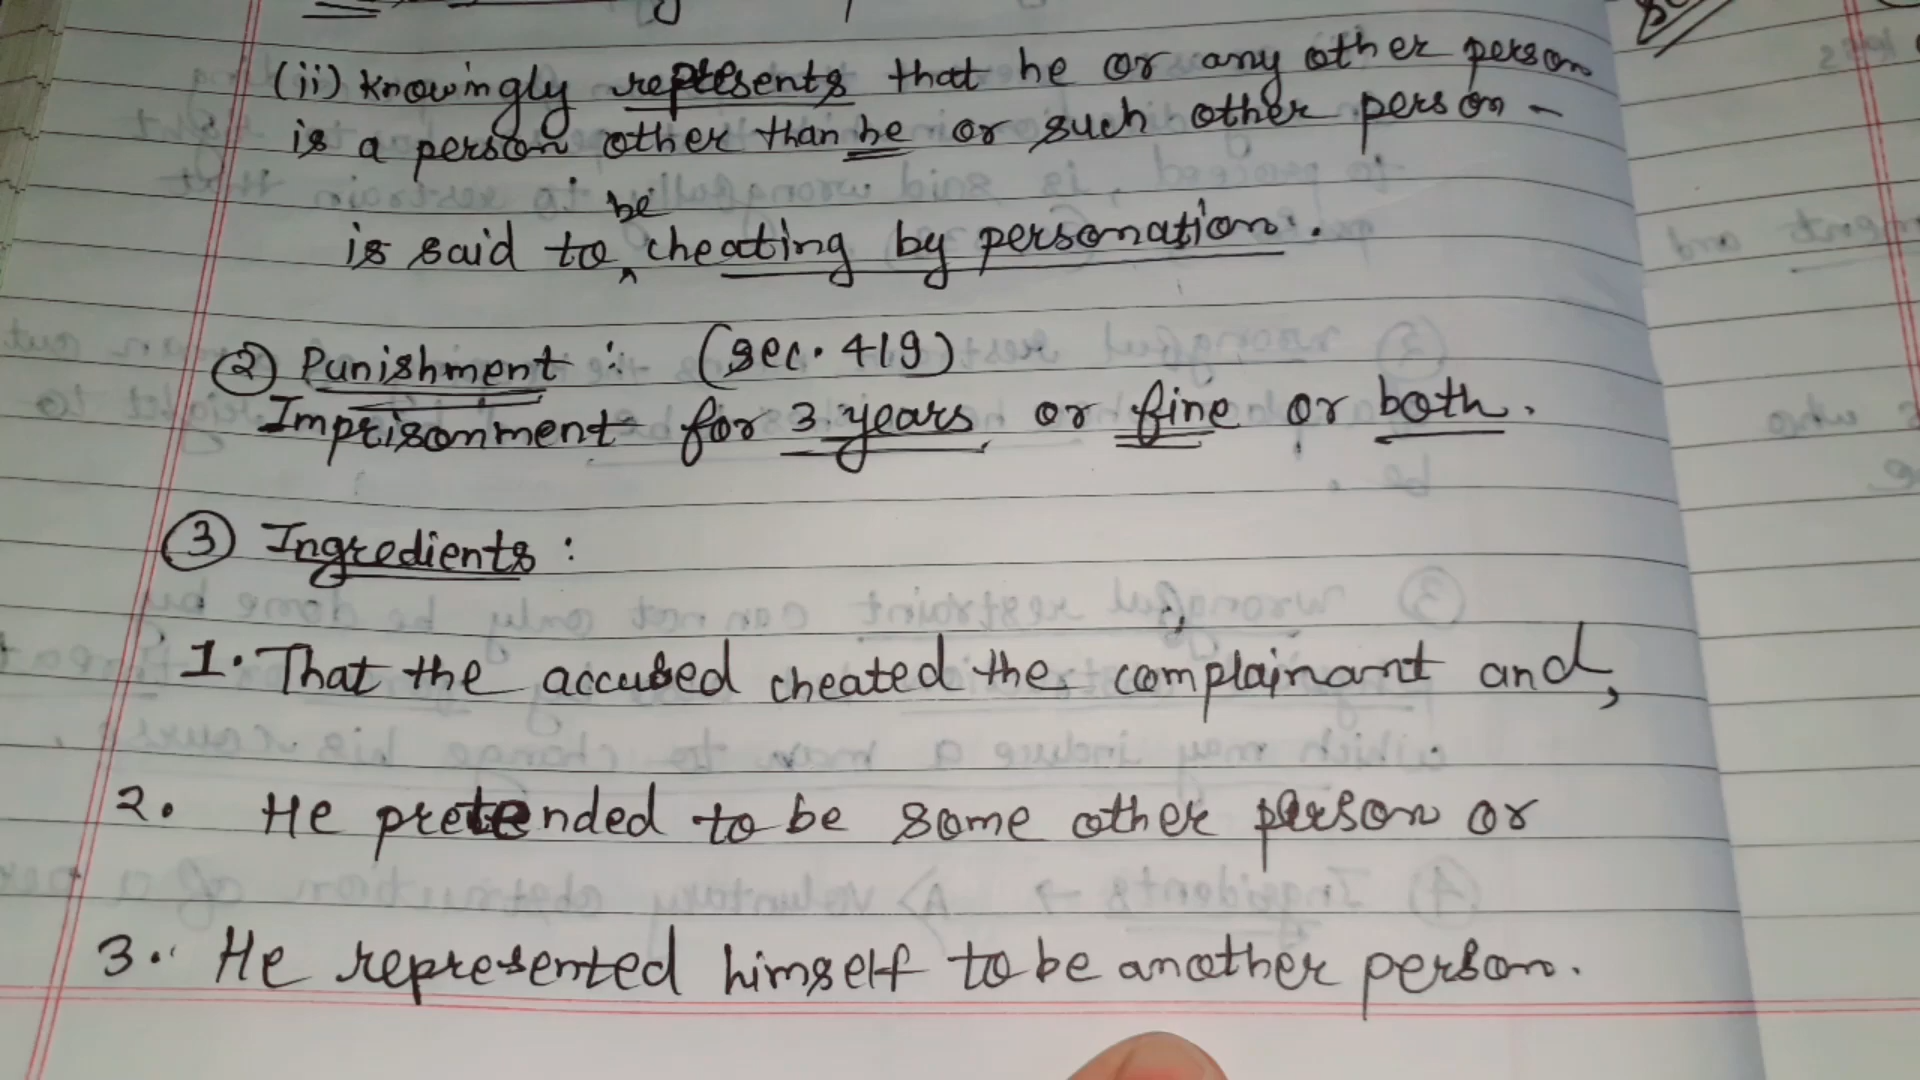 (ii) Knowingly represents that he or any other person
is a person other than he or such other person -
be
is said to ^ cheating by personation.
② Punishment : (sec. 419)
Imprisonment for 3 years or fine or both.
③ Ingredients :
1. That the accused cheated the complainant and,
2. He pretended to be some other person or
3. He represented himself to be another person.